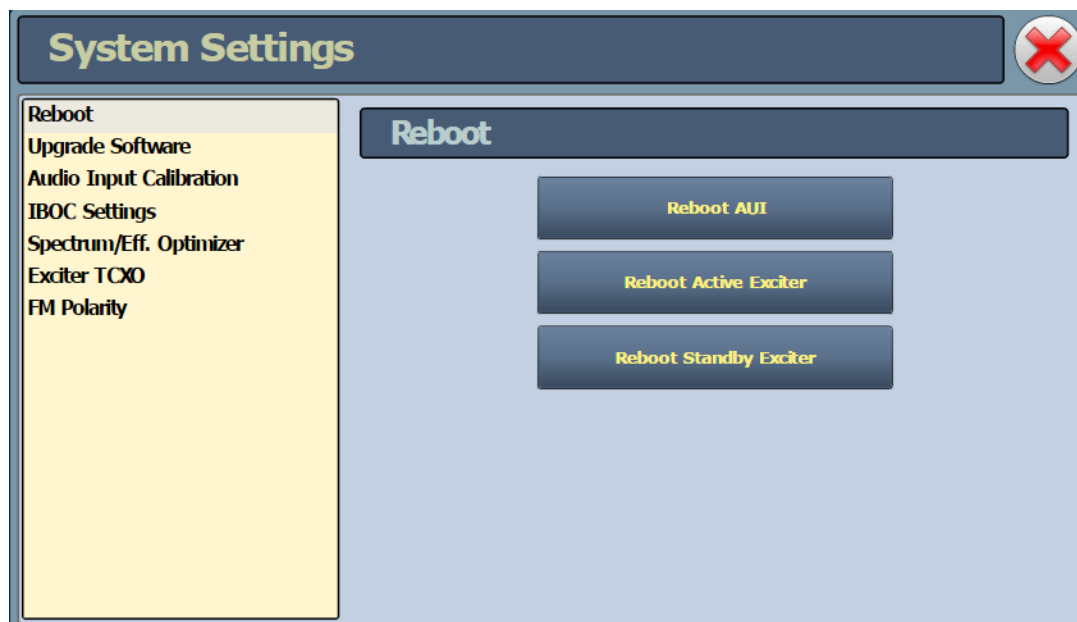 System Settings
Reboot
Upgrade Software
Audio Input Calibration
IBOC Settings
Spectrum/Eff. Optimizer
Exciter TCXO
FM Polarity
Reboot
Reboot AUI
Reboot Active Exciter
Reboot Standby Exciter